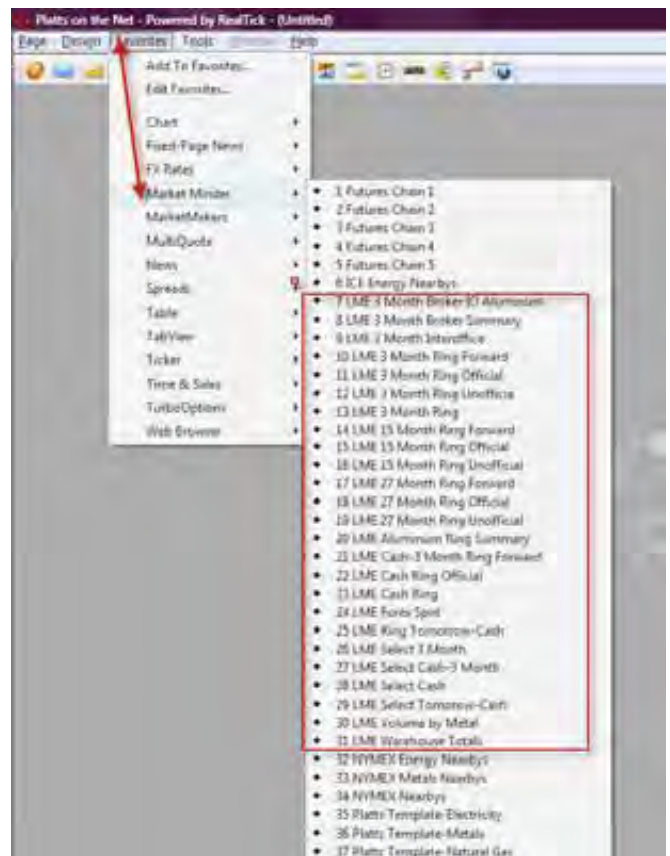 Platts on the Net - Powered by RealTick - (Untitled)
Page Design Favorites Tools Window Help
Add To Favorites...
Edit Favorites...
Chart
Fixed-Page News
FX Rates
Market Minder
MarketMakers
MultiQuote
News
Spreads
Table
TabView
Ticker
Time & Sales
TurboOptions
Web Browser
1 Futures Chain 1
2 Futures Chain 2
3 Futures Chain 3
4 Futures Chain 4
5 Futures Chain 5
6 ICE Energy Nearbys
7 LME 3 Month Broker IO Aluminum
8 LME 3 Month Broker Summary
9 LME 3 Month Interoffice
10 LME 3 Month Ring Forward
11 LME 3 Month Ring Official
12 LME 3 Month Ring Unofficial
13 LME 3 Month Ring
14 LME 15 Month Ring Forward
15 LME 15 Month Ring Official
16 LME 15 Month Ring Unofficial
17 LME 27 Month Ring Forward
18 LME 27 Month Ring Official
19 LME 27 Month Ring Unofficial
20 LME Aluminum Ring Summary
21 LME Cash-3 Month Ring Forward
22 LME Cash Ring Official
23 LME Cash Ring
24 LME Forex Spot
25 LME Ring Tomorrow-Cash
26 LME Select 3 Month
27 LME Select Cash-3 Month
28 LME Select Cash
29 LME Select Tomorrow-Cash
30 LME Volume by Metal
31 LME Warehouse Totals
32 NYMEX Energy Nearbys
33 NYMEX Metals Nearbys
34 NYMEX Nearbys
35 Platts Template-Electricity
36 Platts Template-Metals
37 Platts Template-Natural Gas